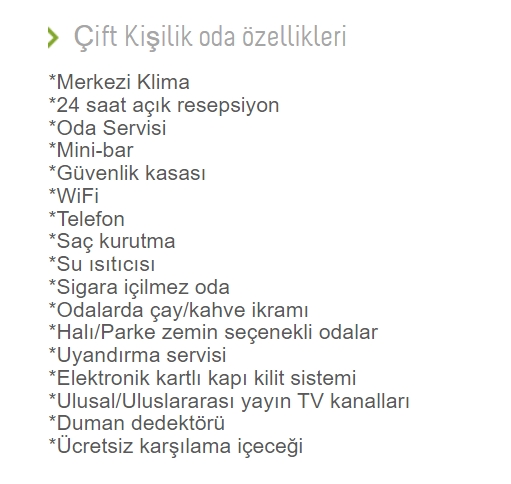 Çift Kişilik oda özellikleri
*Merkezi Klima
*24 saat açık resepsiyon
*Oda Servisi
*Mini-bar
*Güvenlik kasası
*WiFi
*Telefon
*Saç kurutma
*Su ısıtıcısı
*Sigara içilmez oda
*Odalarda çay/kahve ikramı
*Halı/Parke zemin seçenekli odalar
*Uyandırma servisi
*Elektronik kartlı kapı kilit sistemi
*Ulusal/Uluslararası yayın TV kanalları
*Duman dedektörü
*Ücretsiz karşılama içeceği